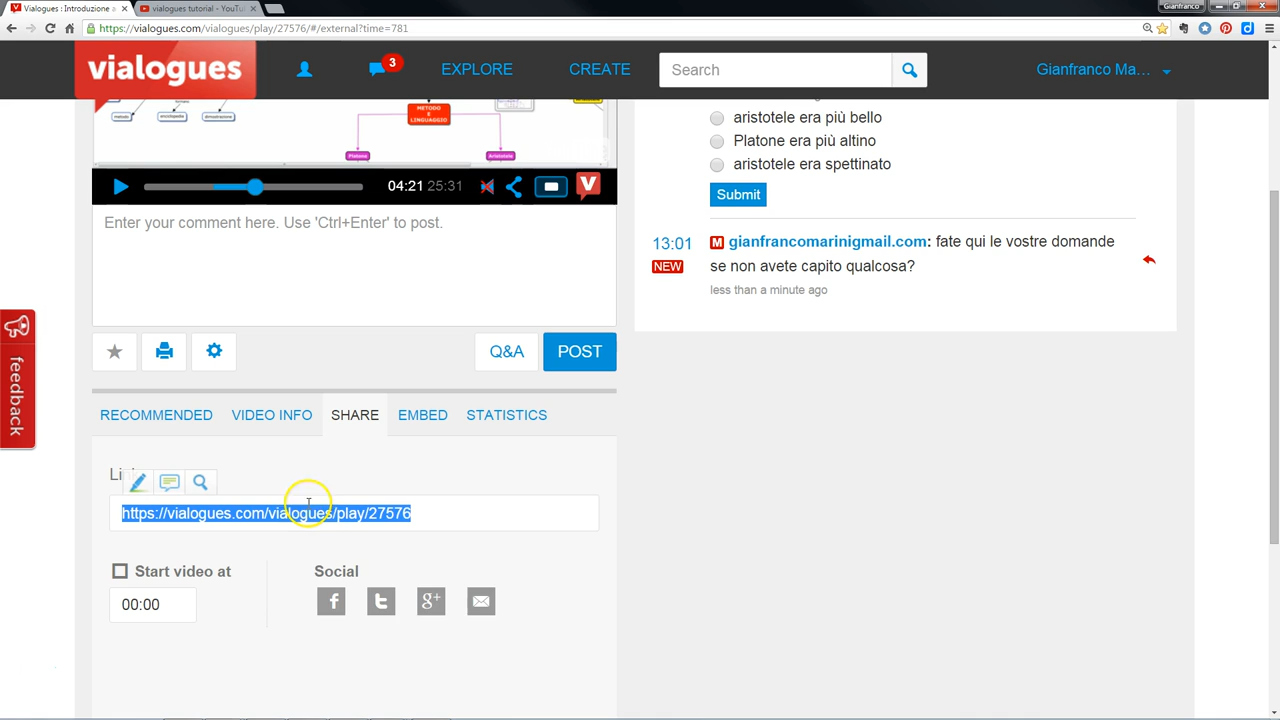 Vialogues : Introduzione a
vialogues tutorial - YouTu
Gianfranco
https://vialogues.com/vialogues/play/27576/#/external?time=781
vialogues
3
EXPLORE
CREATE
Search
Gianfranco Ma...
metodo
enciclopedia
dimostrazione
METODO
E
LINGUAGGIO
Platone
Aristotele
aristotele era più bello
Platone era più altino
aristotele era spettinato
Submit
04:21 25:31
Enter your comment here. Use 'Ctrl+Enter' to post.
13:01 M gianfrancomarinigmail.com: fate qui le vostre domande
NEW se non avete capito qualcosa?
less than a minute ago
feedback
Q&A
POST
RECOMMENDED
VIDEO INFO
SHARE
EMBED
STATISTICS
https://vialogues.com/vialogues/play/27576
Start video at
Social
00:00